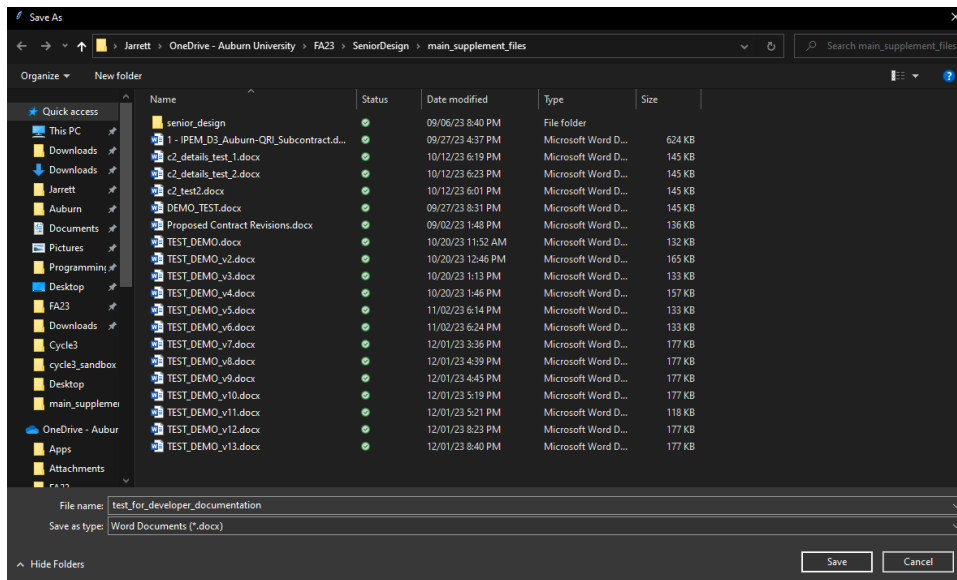 Save As
Jarrett › OneDrive - Auburn University › FA23 › SeniorDesign › main_supplement_files
Search main_supplement_files
Organize
New folder
Name Status Date modified Type Size
Quick access
This PC
Downloads
Downloads
Jarrett
Auburn
Documents
Pictures
Programming
Desktop
FA23
Downloads
Cycle3
cycle3_sandbox
Desktop
main_supplemei
OneDrive - Aubur
Apps
Attachments
FA23
senior_design 09/06/23 8:40 PM File folder
1 - IPEM_D3_Auburn-QRI_Subcontract.d... 09/27/23 4:37 PM Microsoft Word D... 624 KB
c2_details_test_1.docx 10/12/23 6:19 PM Microsoft Word D... 145 KB
c2_details_test_2.docx 10/12/23 6:23 PM Microsoft Word D... 145 KB
c2_test2.docx 10/12/23 6:01 PM Microsoft Word D... 145 KB
DEMO_TEST.docx 09/27/23 8:31 PM Microsoft Word D... 145 KB
Proposed Contract Revisions.docx 09/02/23 1:48 PM Microsoft Word D... 136 KB
TEST_DEMO.docx 10/20/23 11:52 AM Microsoft Word D... 132 KB
TEST_DEMO_v2.docx 10/20/23 12:46 PM Microsoft Word D... 165 KB
TEST_DEMO_v3.docx 10/20/23 1:13 PM Microsoft Word D... 133 KB
TEST_DEMO_v4.docx 10/20/23 1:46 PM Microsoft Word D... 157 KB
TEST_DEMO_v5.docx 11/02/23 6:14 PM Microsoft Word D... 133 KB
TEST_DEMO_v6.docx 11/02/23 6:24 PM Microsoft Word D... 133 KB
TEST_DEMO_v7.docx 12/01/23 3:36 PM Microsoft Word D... 177 KB
TEST_DEMO_v8.docx 12/01/23 4:39 PM Microsoft Word D... 177 KB
TEST_DEMO_v9.docx 12/01/23 4:45 PM Microsoft Word D... 177 KB
TEST_DEMO_v10.docx 12/01/23 5:19 PM Microsoft Word D... 177 KB
TEST_DEMO_v11.docx 12/01/23 5:21 PM Microsoft Word D... 118 KB
TEST_DEMO_v12.docx 12/01/23 8:23 PM Microsoft Word D... 177 KB
TEST_DEMO_v13.docx 12/01/23 8:40 PM Microsoft Word D... 177 KB
File name: test_for_developer_documentation
Save as type: Word Documents (*.docx)
Hide Folders
Save
Cancel